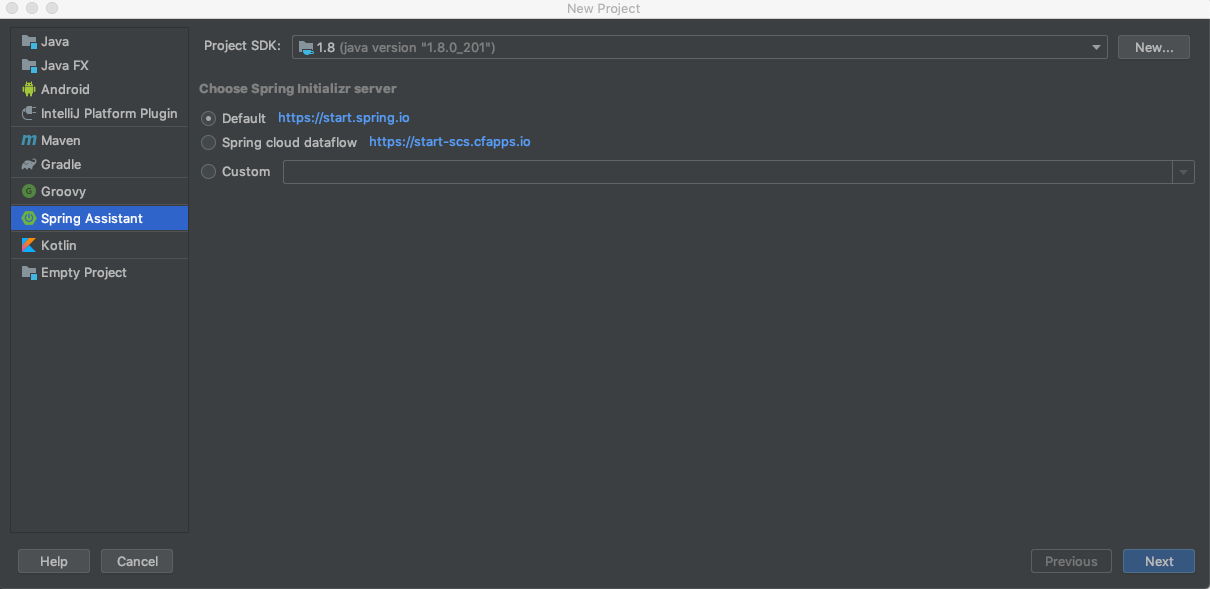 New Project
Java
Java FX
Android
IntelliJ Platform Plugin
Maven
Gradle
Groovy
Spring Assistant
Kotlin
Empty Project
Project SDK: 1.8 (java version "1.8.0_201") New...
Choose Spring Initializr server
Default https://start.spring.io
Spring cloud dataflow https://start-scs.cfapps.io
Custom
Help Cancel Previous Next